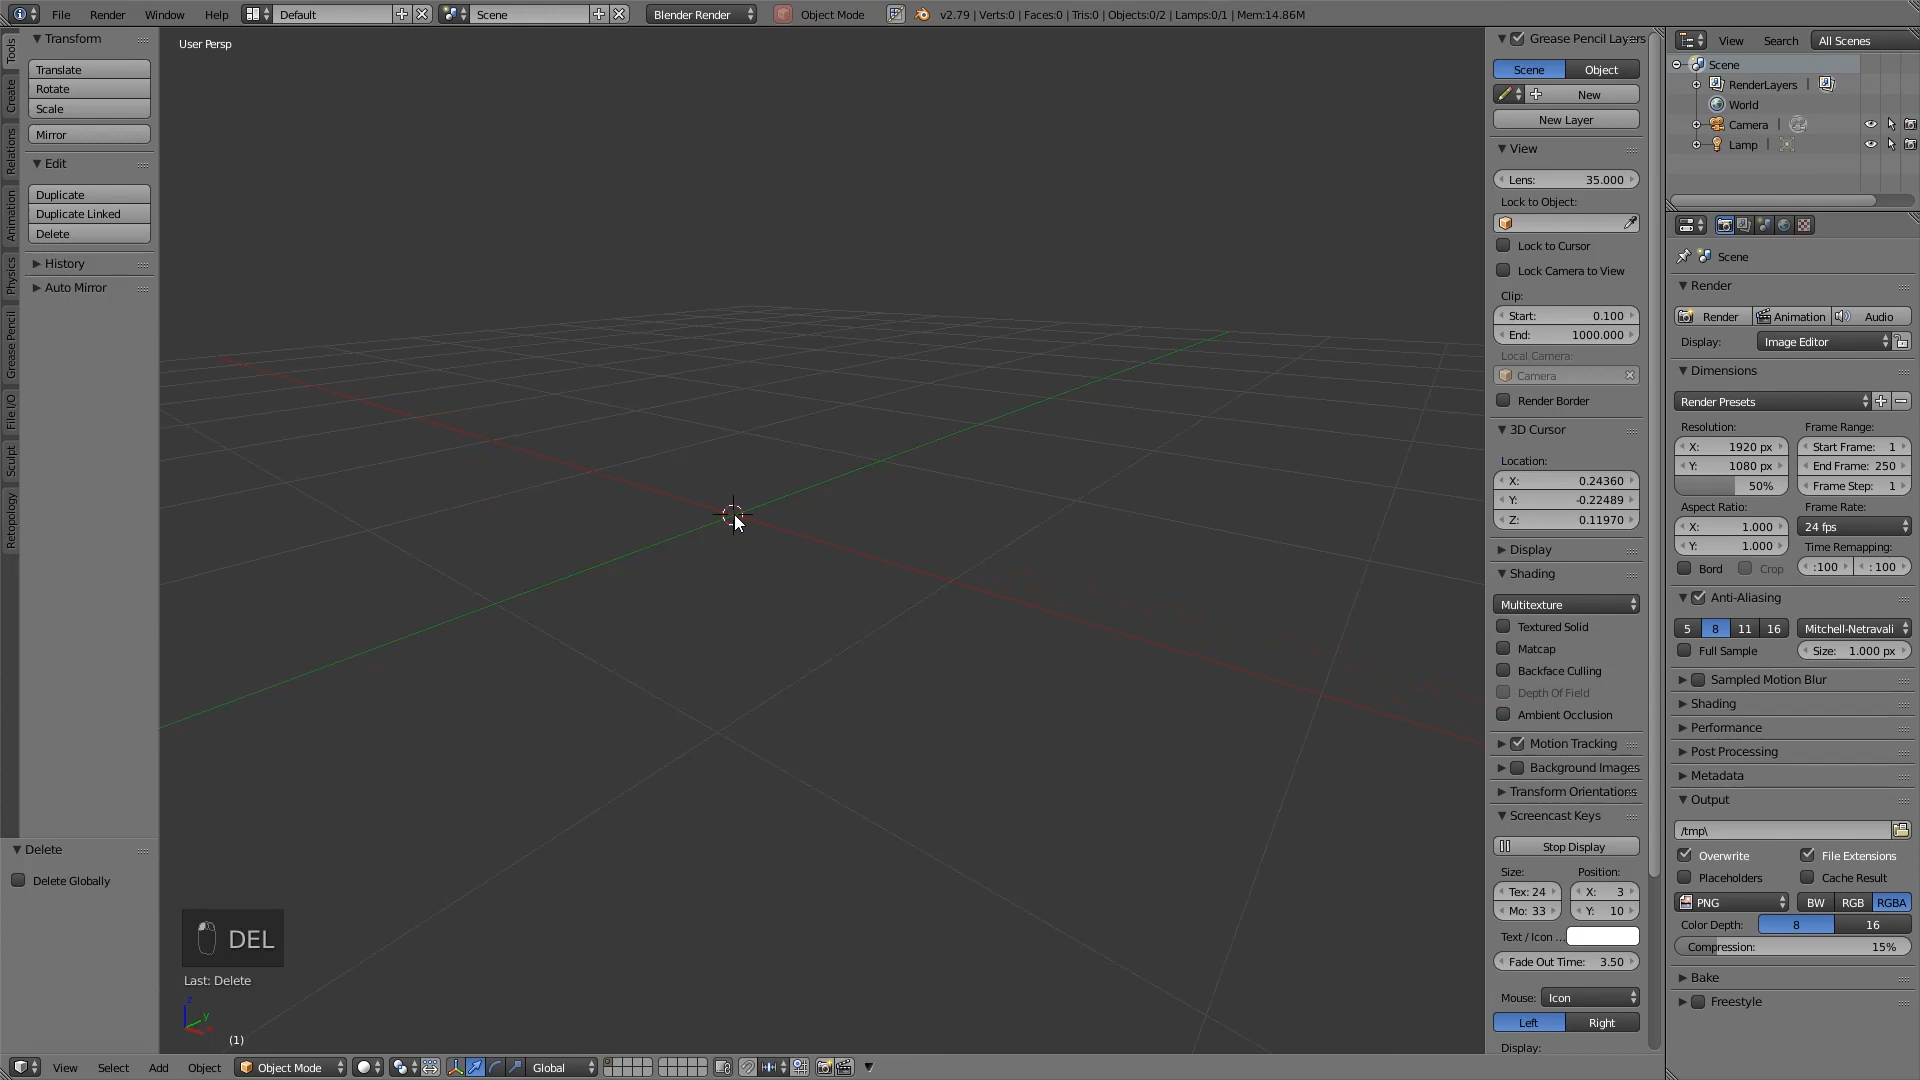 File Render Window Help Default Scene Blender Render Object Mode v2.79 | Verts:0 | Faces:0 | Tris:0 | Objects:0/2 | Lamps:0/1 | Mem:14.86M
Tools
Create
Relations
Animation
Physics
Grease Pencil
File I/O
Sculpt
Retopology
Transform
Translate
Rotate
Scale
Mirror
Edit
Duplicate
Duplicate Linked
Delete
History
Auto Mirror
Delete
Delete Globally
User Persp
DEL
Last: Delete
z
y
x
(1)
View Select Add Object Object Mode Global
Grease Pencil Layers
Scene Object
New
New Layer
View
Lens: 35.000
Lock to Object:
Lock to Cursor
Lock Camera to View
Clip:
Start: 0.100
End: 1000.000
Local Camera:
Camera
Render Border
3D Cursor
Location:
X: 0.24360
Y: -0.22489
Z: 0.11970
Display
Shading
Multitexture
Textured Solid
Matcap
Backface Culling
Depth Of Field
Ambient Occlusion
Motion Tracking
Background Images
Transform Orientations
Screencast Keys
Stop Display
Size: Position:
Tex: 24 X: 3
Mo: 33 Y: 10
Text / Icon ...
Fade Out Time: 3.50
Mouse: Icon
Left Right
Display:
View Search All Scenes
Scene
RenderLayers |
World
Camera |
Lamp |
Scene
Render
Render Animation Audio
Display: Image Editor
Dimensions
Render Presets
Resolution: Frame Range:
X: 1920 px Start Frame: 1
Y: 1080 px End Frame: 250
50% Frame Step: 1
Aspect Ratio: Frame Rate:
X: 1.000 24 fps
Y: 1.000 Time Remapping:
Bord Crop :100 : 100
Anti-Aliasing
5 8 11 16 Mitchell-Netravali
Full Sample Size: 1.000 px
Sampled Motion Blur
Shading
Performance
Post Processing
Metadata
Output
/tmp\
Overwrite File Extensions
Placeholders Cache Result
PNG BW RGB RGBA
Color Depth: 8 16
Compression: 15%
Bake
Freestyle